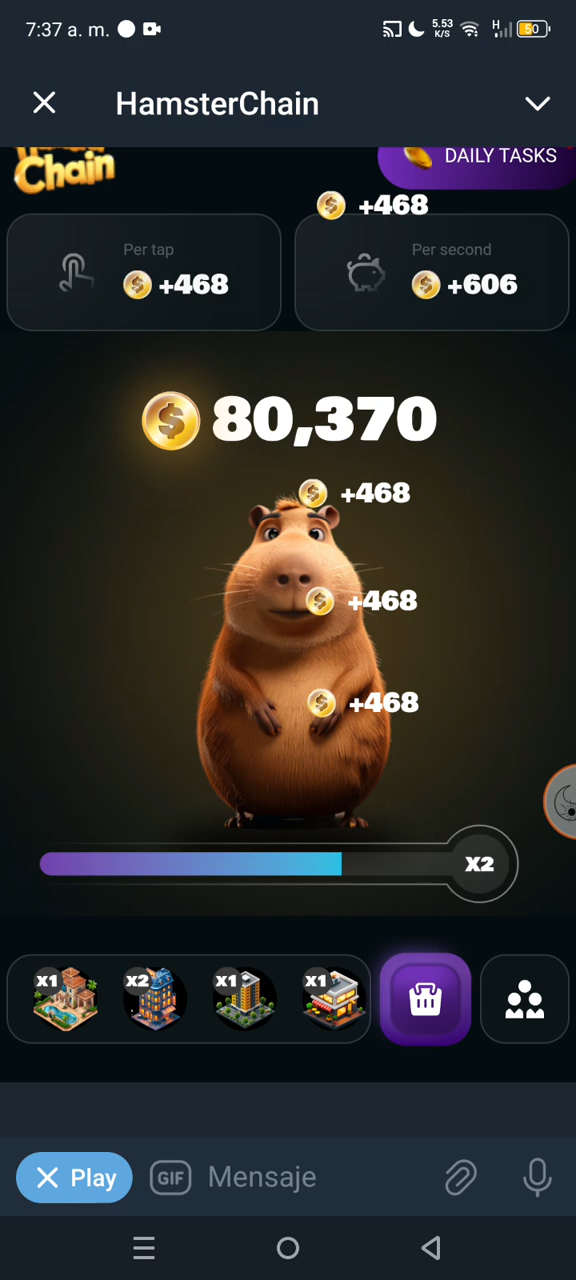 7:37 a. m.
5.53
K/S
H
50
HamsterChain
Chain
DAILY TASKS
+468
Per tap
+468
Per second
+606
80,370
+468
+468
+468
X2
X1
X2
X1
X1
Play
GIF
Mensaje